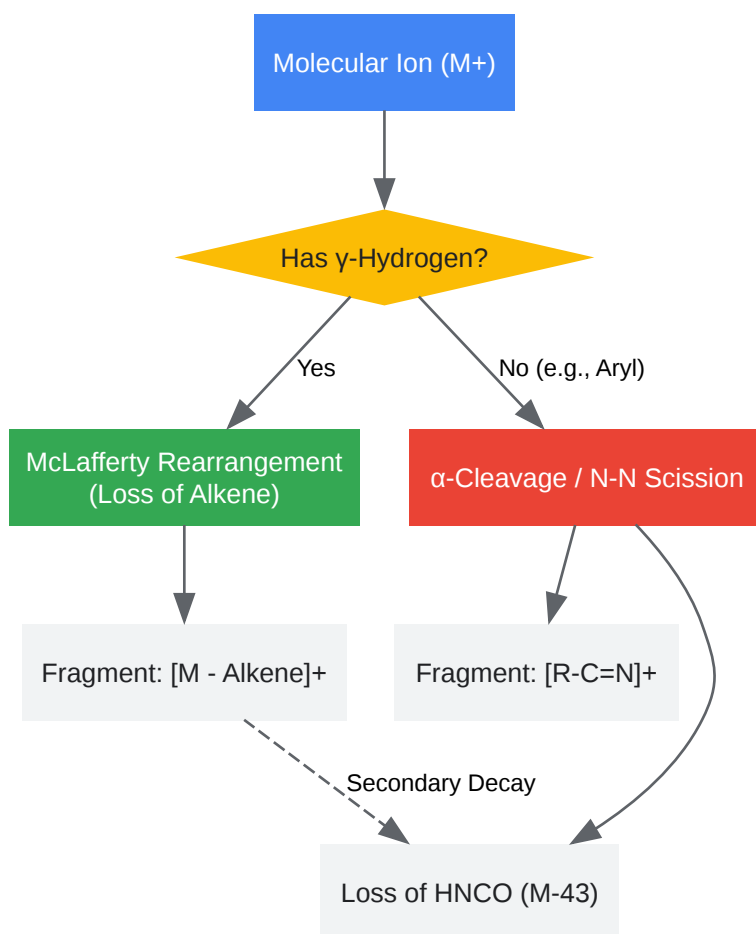 Molecular Ion (M+)
Has γ-Hydrogen?
Yes
No (e.g., Aryl)
McLafferty Rearrangement
(Loss of Alkene)
α-Cleavage / N-N Scission
Fragment: [M - Alkene]+
Fragment: [R-C=N]+
Secondary Decay
Loss of HNCO (M-43)